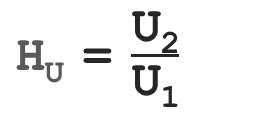 H_U = U_2 / U_1